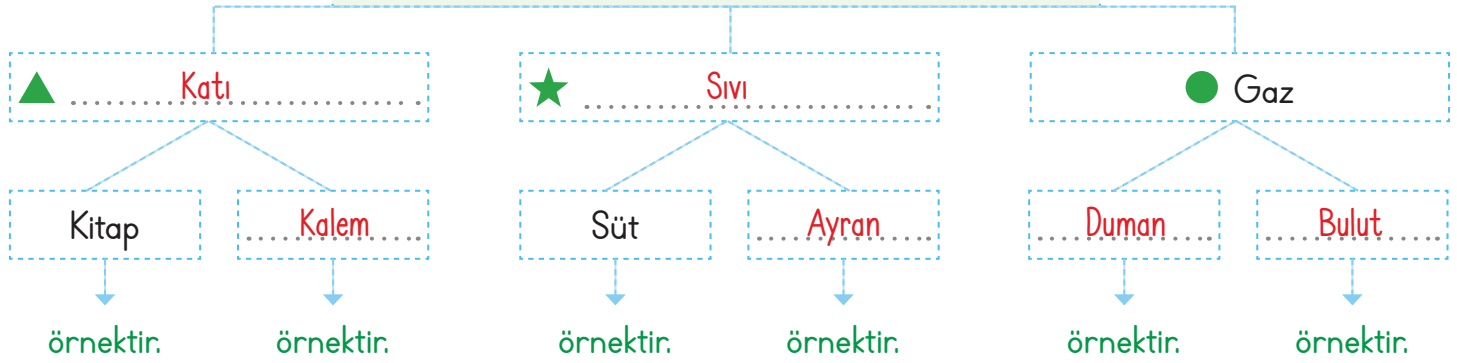 Katı
Sıvı
Gaz
Kitap
Kalem
Süt
Ayran
Duman
Bulut
örnektir.
örnektir.
örnektir.
örnektir.
örnektir.
örnektir.